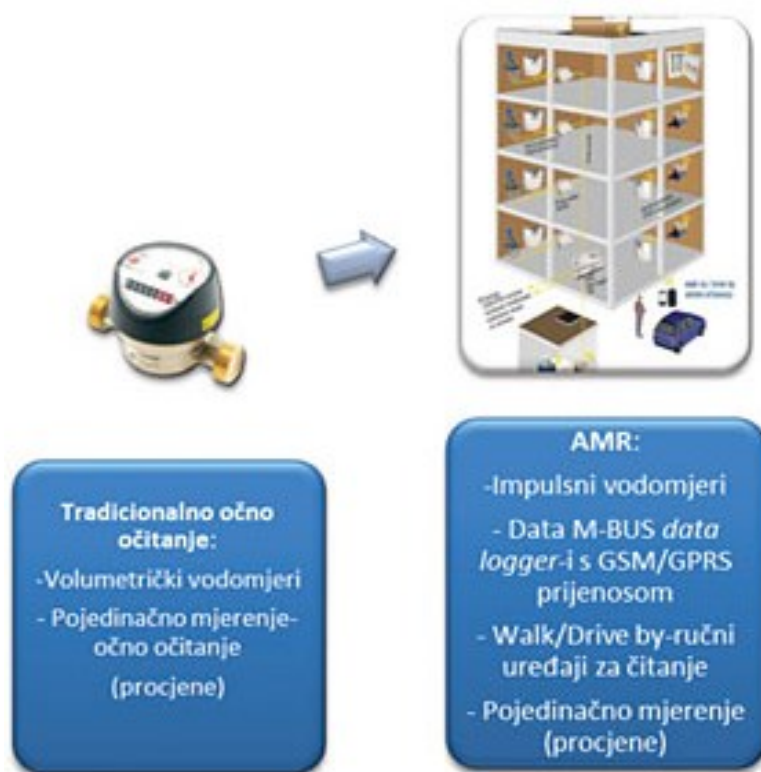 Tradicionalno očno
očitanje:
-Volumetrički vodomjeri
- Pojedinačno mjerenje-
očno očitanje
(procjene)
AMR:
-Impulsni vodomjeri
- Data M-BUS data
logger-i s GSM/GPRS
prijenosom
- Walk/Drive by-ručni
uređaji za čitanje
- Pojedinačno mjerenje
(procjene)